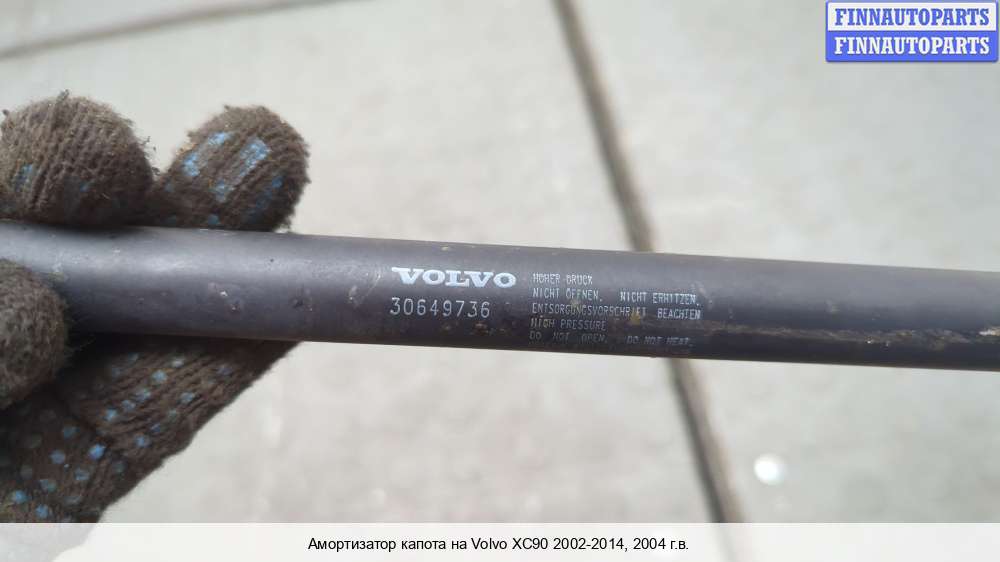 FINNAUTOPARTS
FINNAUTOPARTS
VOLVO
30649736
HOHER DRUCK
NICHT ÖFFNEN. NICHT ERHITZEN.
ENTSORGUNGSVORSCHRIFT BEACHTEN
HIGH PRESSURE
DO NOT OPEN. DO NOT HEAT.
Амортизатор капота на Volvo XC90 2002-2014, 2004 г.в.